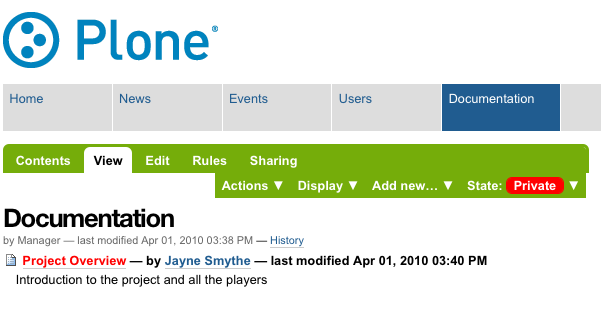 Plone®
Home News Events Users Documentation
Contents View Edit Rules Sharing
Actions ▼ Display ▼ Add new… ▼ State: Private ▼
Documentation
by Manager — last modified Apr 01, 2010 03:38 PM — History
Project Overview — by Jayne Smythe — last modified Apr 01, 2010 03:40 PM
Introduction to the project and all the players